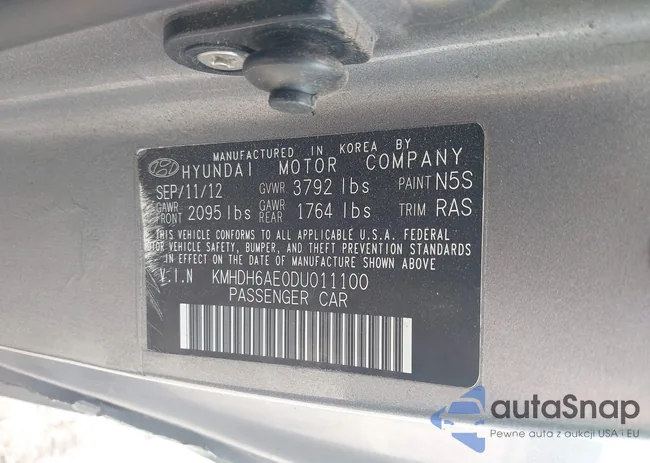 MANUFACTURED IN KOREA BY
HYUNDAI MOTOR COMPANY
SEP/11/12 GVWR 3792 lbs PAINT N5S
GAWR FRONT 2095 lbs GAWR REAR 1764 lbs TRIM RAS
THIS VEHICLE CONFORMS TO ALL APPLICABLE U.S.A. FEDERAL
MOTOR VEHICLE SAFETY, BUMPER, AND THEFT PREVENTION
STANDARDS IN EFFECT ON THE DATE OF MANUFACTURE
SHOWN ABOVE.
V.I.N KMHDH6AE0DU011100
PASSENGER CAR
autaSnap
Pewne auta z aukcji USA i EU